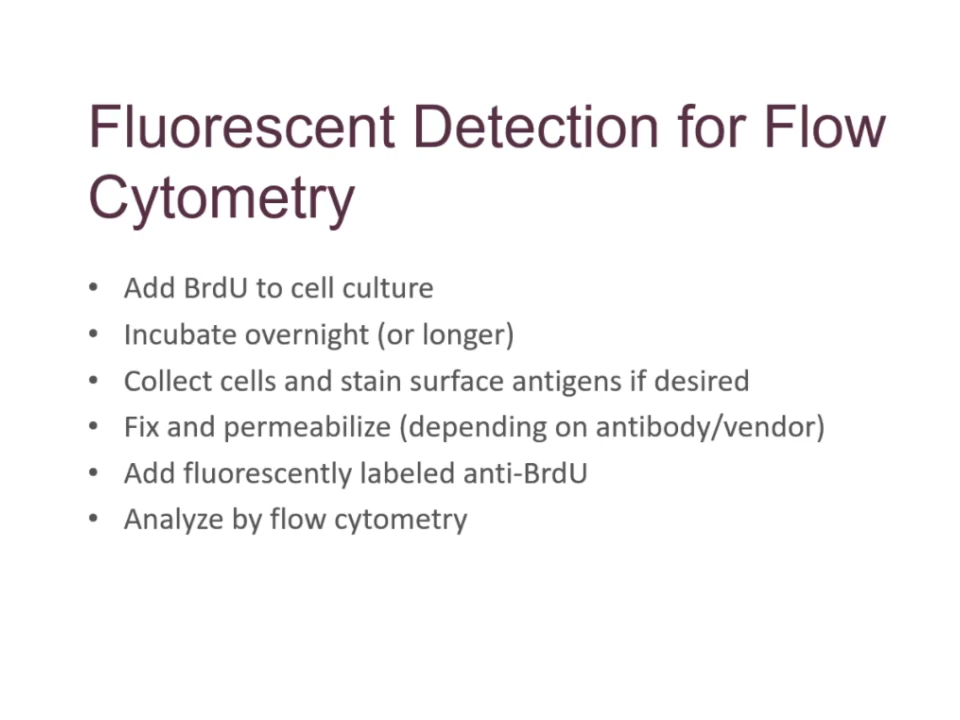 Fluorescent Detection for Flow
Cytometry
• Add BrdU to cell culture
• Incubate overnight (or longer)
• Collect cells and stain surface antigens if desired
• Fix and permeabilize (depending on antibody/vendor)
• Add fluorescently labeled anti-BrdU
• Analyze by flow cytometry